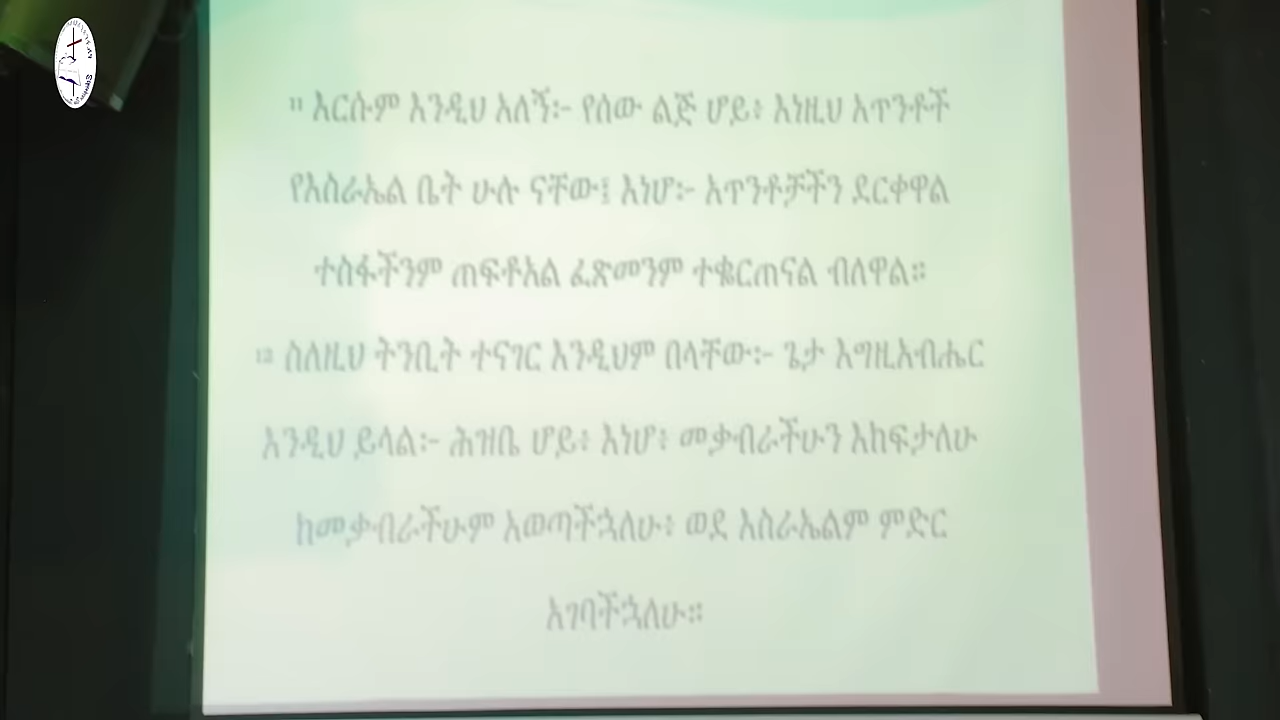 11 እርሱም እንዲህ አለኝ፦ የሰው ልጅ ሆይ፥ እነዚህ አጥንቶች
የእስራኤል ቤት ሁሉ ናቸው፤ እነሆ፦ አጥንቶቻችን ደርቀዋል
ተስፋችንም ጠፍቶአል ፈጽመንም ተቈርጠናል ብለዋል።
12 ስለዚህ ትንቢት ተናገር እንዲህም በላቸው፦ ጌታ እግዚአብሔር
እንዲህ ይላል፦ ሕዝቤ ሆይ፥ እነሆ፥ መቃብራችሁን እከፍታለሁ
ከመቃብራችሁም አወጣችኋለሁ፥ ወደ እስራኤልም ምድር
አገባችኋለሁ።